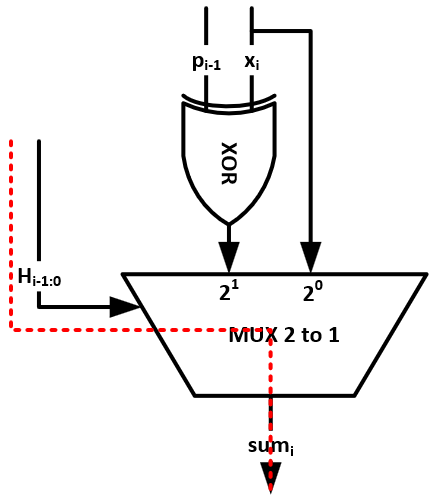 pi-1 xi
XOR
Hi-1:0
2¹ 2⁰
MUX 2 to 1
sumi